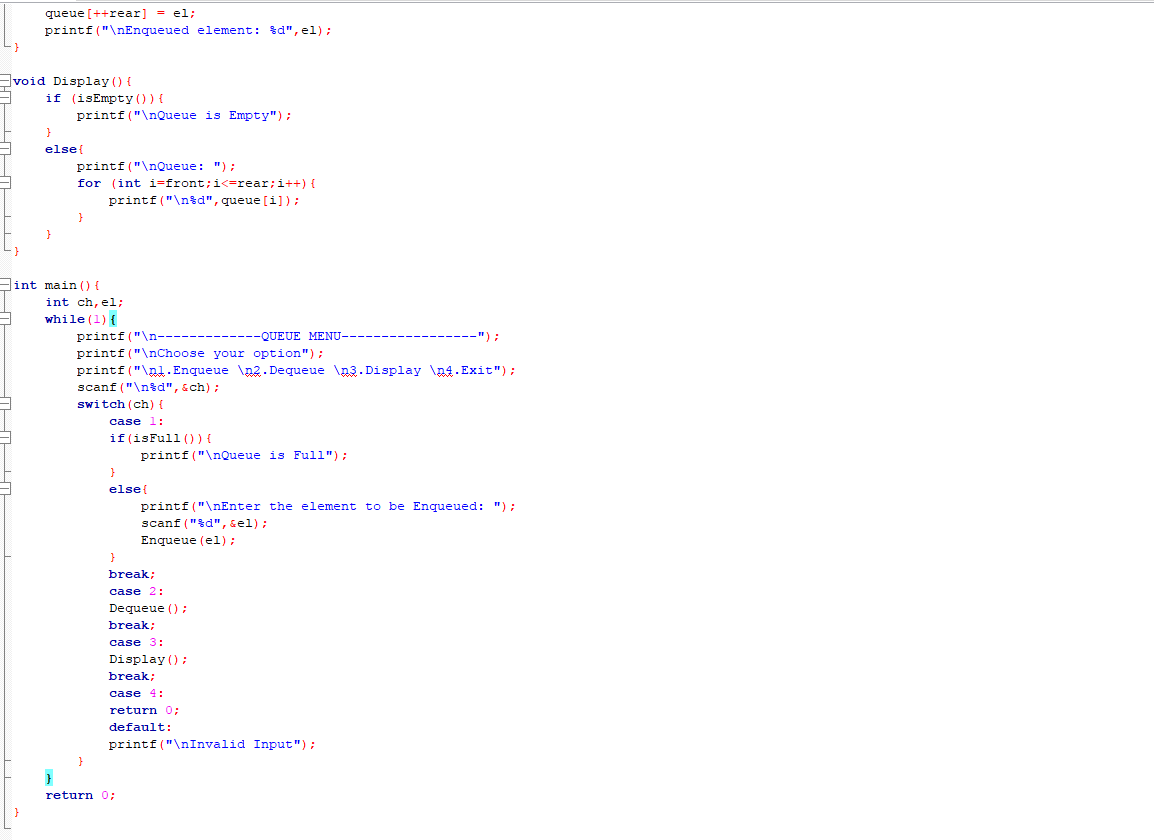 queue[++rear] = el;
    printf("\nEnqueued element: %d",el);
}

void Display(){
    if (isEmpty()){
        printf("\nQueue is Empty");
    }
    else{
        printf("\nQueue: ");
        for (int i=front;i<=rear;i++){
            printf("\n%d",queue[i]);
        }
    }
}

int main(){
    int ch,el;
    while(1){
        printf("\n-------------QUEUE MENU-----------------");
        printf("\nChoose your option");
        printf("\n1.Enqueue \n2.Dequeue \n3.Display \n4.Exit");
        scanf("\n%d",&ch);
        switch(ch){
            case 1:
            if(isFull()){
                printf("\nQueue is Full");
            }
            else{
                printf("\nEnter the element to be Enqueued: ");
                scanf("%d",&el);
                Enqueue(el);
            }
            break;
            case 2:
            Dequeue();
            break;
            case 3:
            Display();
            break;
            case 4:
            return 0;
            default:
            printf("\nInvalid Input");
        }
    }
    return 0;
}